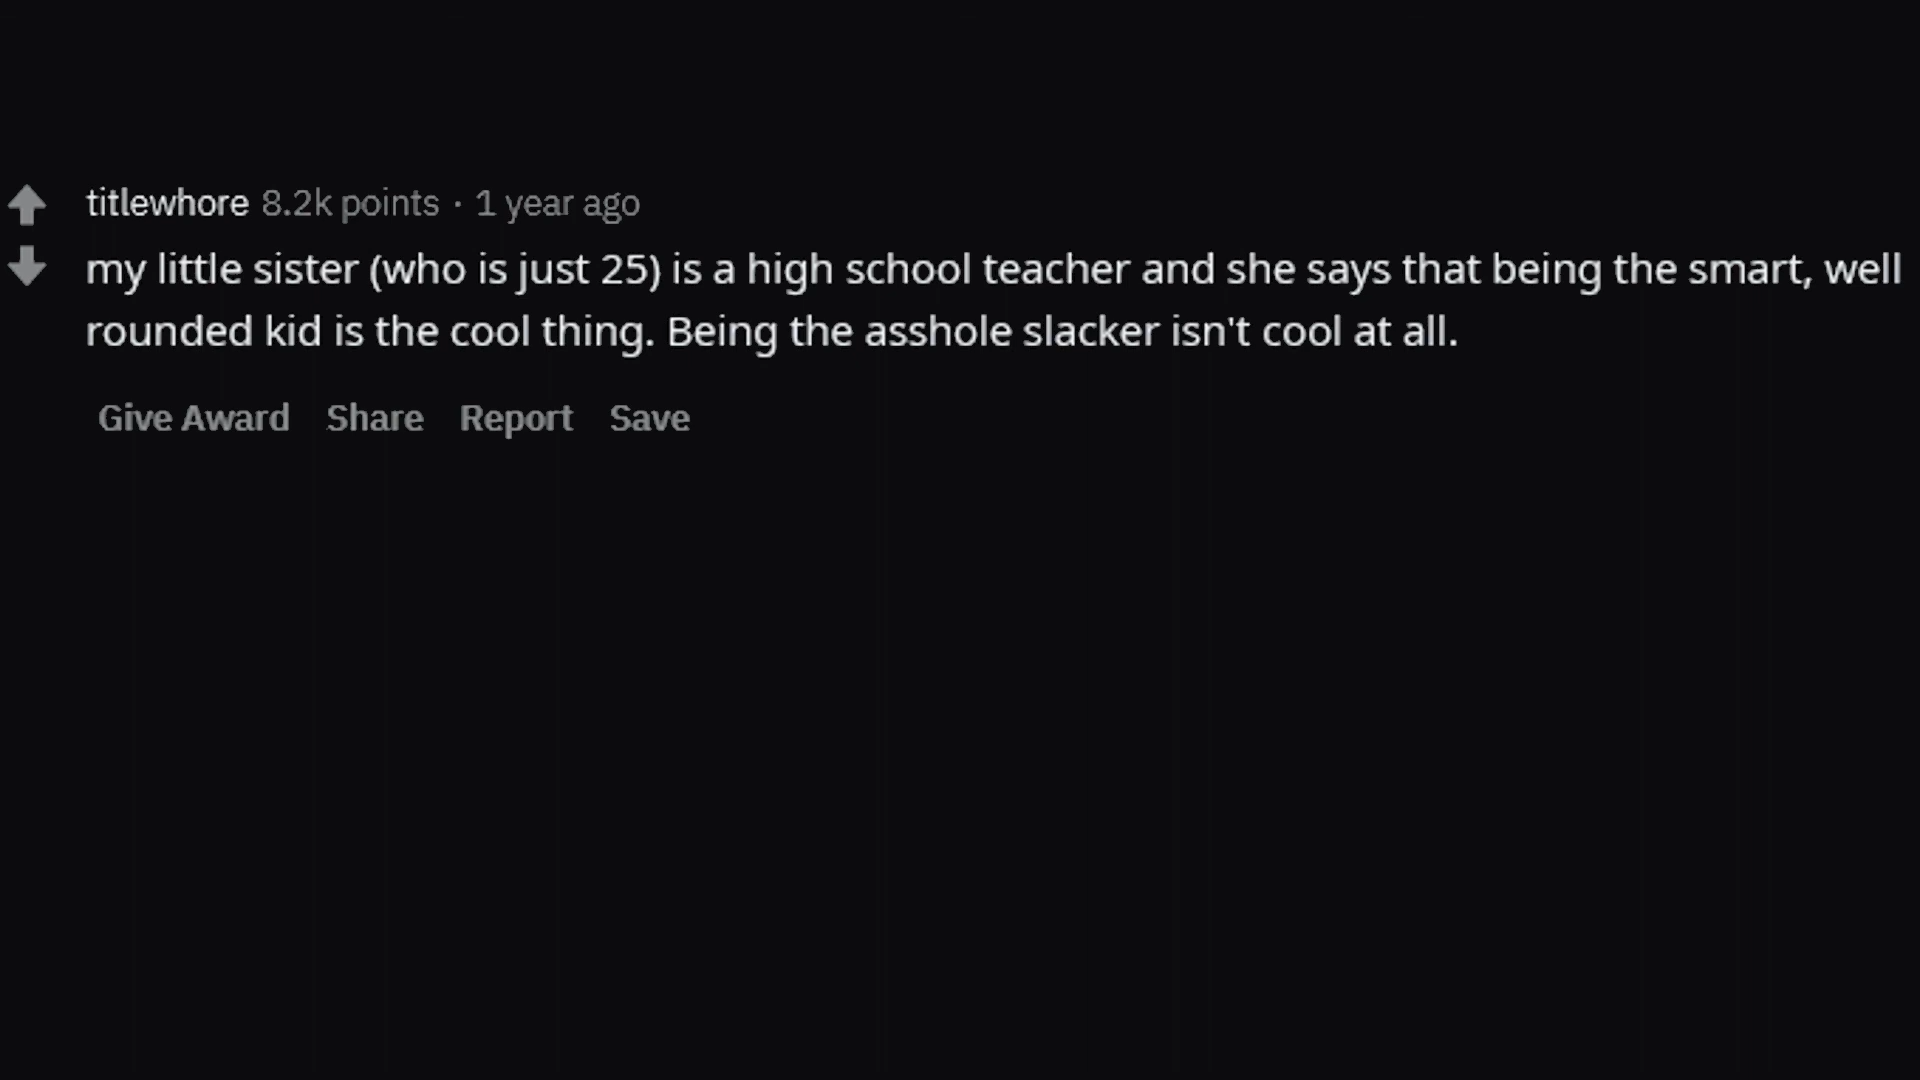 titlewhore 8.2k points · 1 year ago
my little sister (who is just 25) is a high school teacher and she says that being the smart, well
rounded kid is the cool thing. Being the asshole slacker isn't cool at all.
Give Award Share Report Save